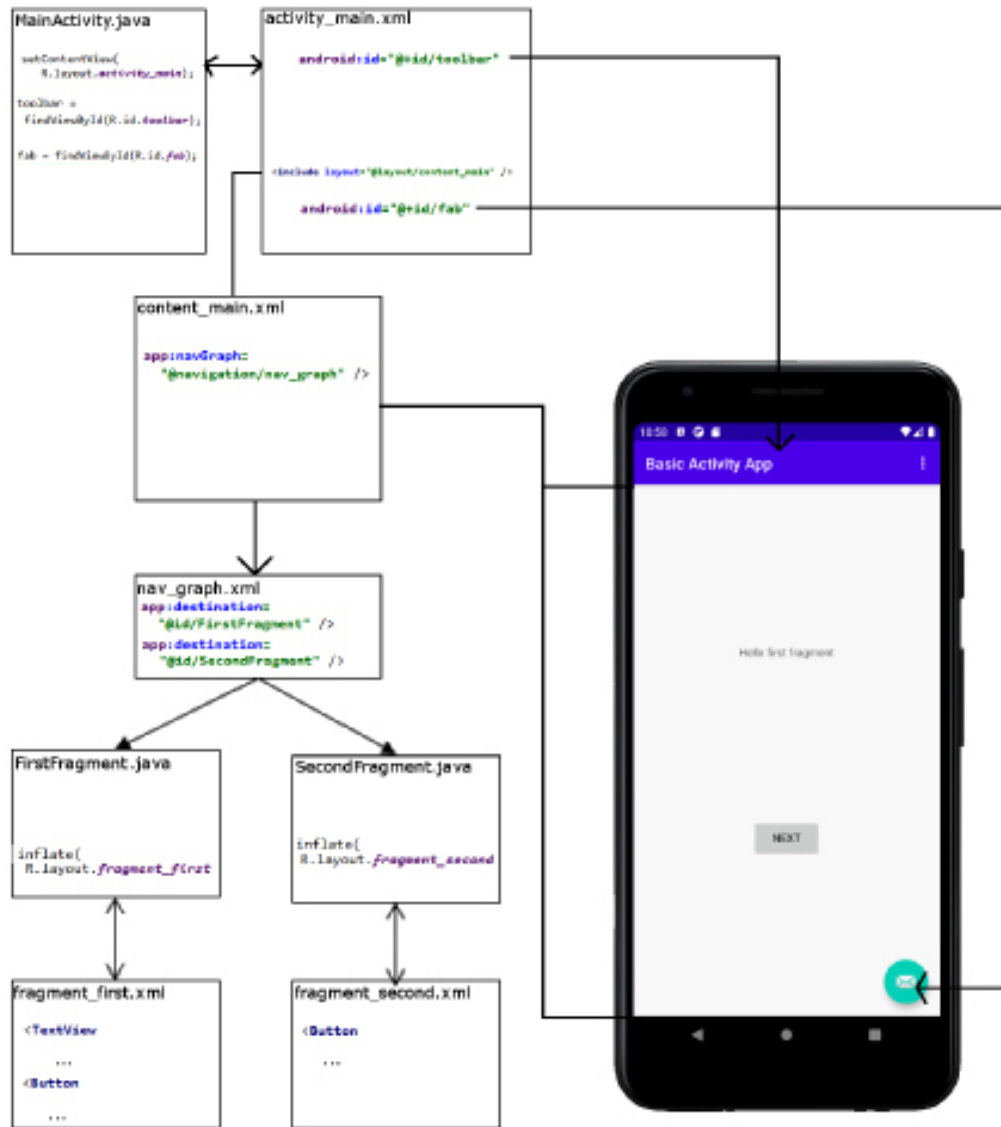 MainActivity.java
setContentView(
R.layout.activity_main);
toolbar =
findViewById(R.id.toolbar);
fab = findViewById(R.id.fab);
activity_main.xml
android:id="@+id/toolbar"
<include layout="@layout/content_main" />
android:id="@+id/fab"
content_main.xml
app:navGraph=
"@navigation/nav_graph" />
nav_graph.xml
app:destination=
"@id/FirstFragment" />
app:destination=
"@id/SecondFragment" />
FirstFragment.java
inflate(
R.layout.fragment_first
SecondFragment.java
inflate(
R.layout.fragment_second
fragment_first.xml
<TextView
...
<Button
...
fragment_second.xml
<Button
...
10:50
Basic Activity App
Hello first fragment
NEXT